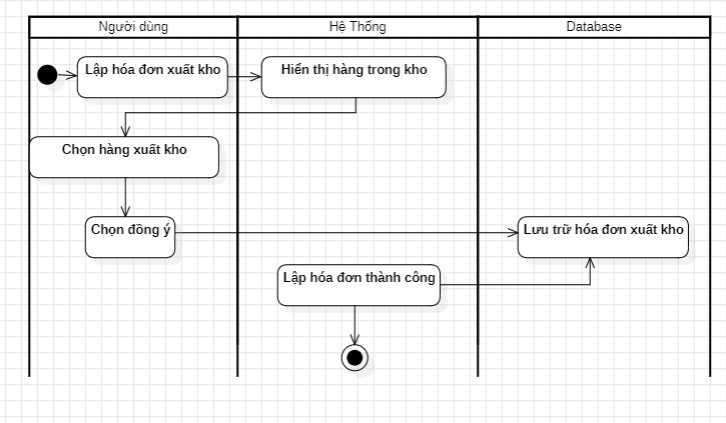 Người dùng
Hệ Thống
Database
Lập hóa đơn xuất kho
Hiển thị hàng trong kho
Chọn hàng xuất kho
Chọn đồng ý
Lưu trữ hóa đơn xuất kho
Lập hóa đơn thành công